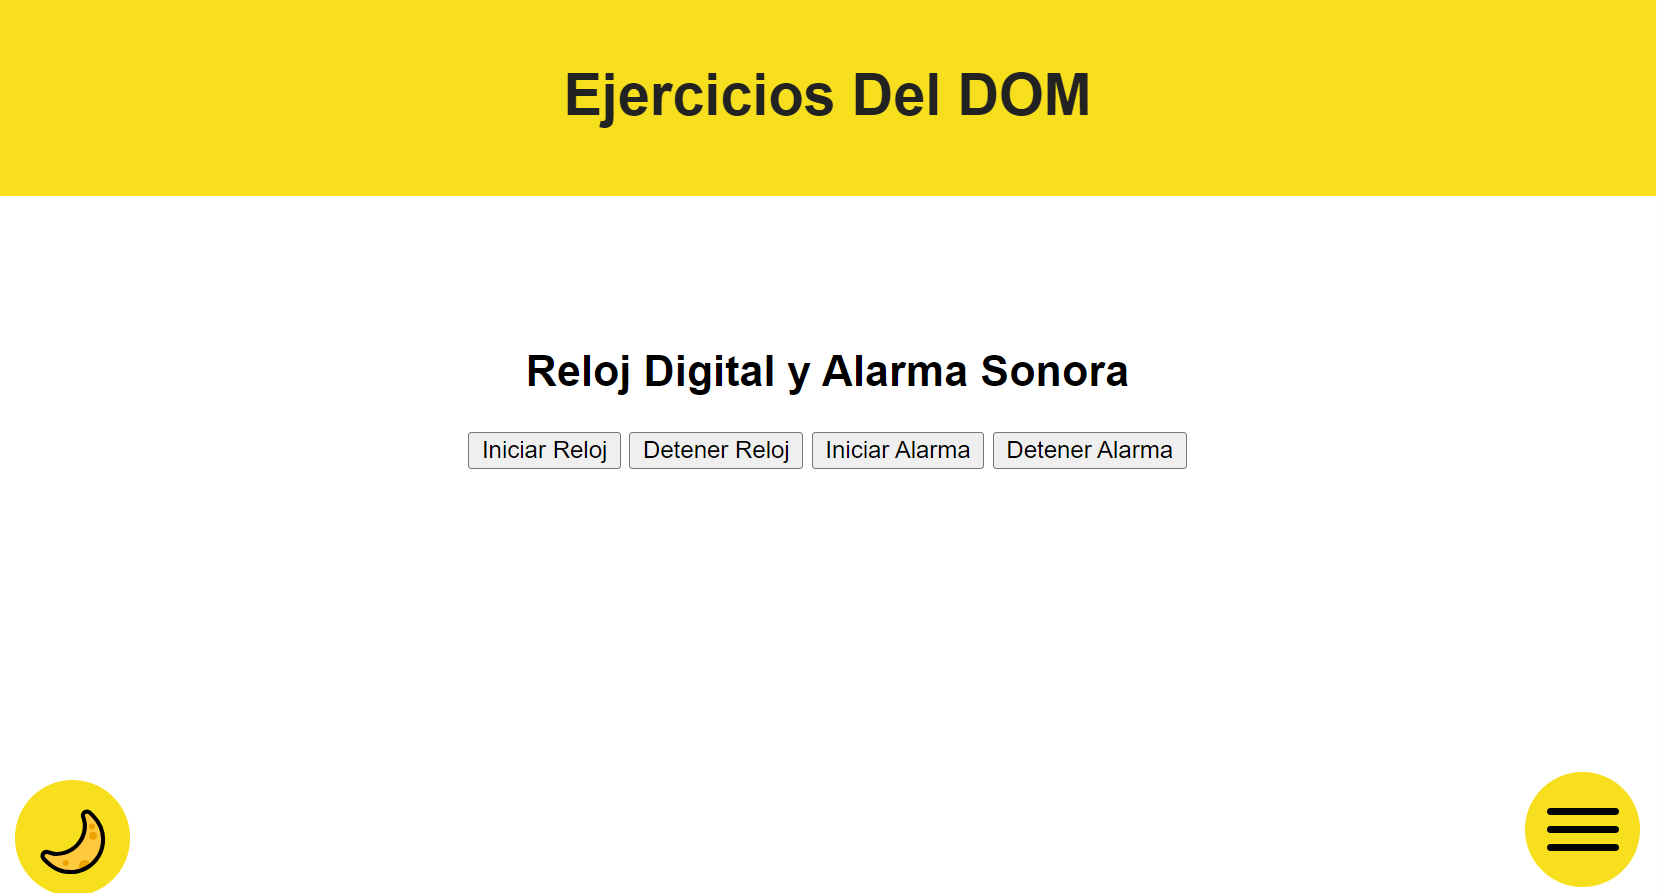 Ejercicios Del DOM
Reloj Digital y Alarma Sonora
Iniciar Reloj Detener Reloj Iniciar Alarma Detener Alarma